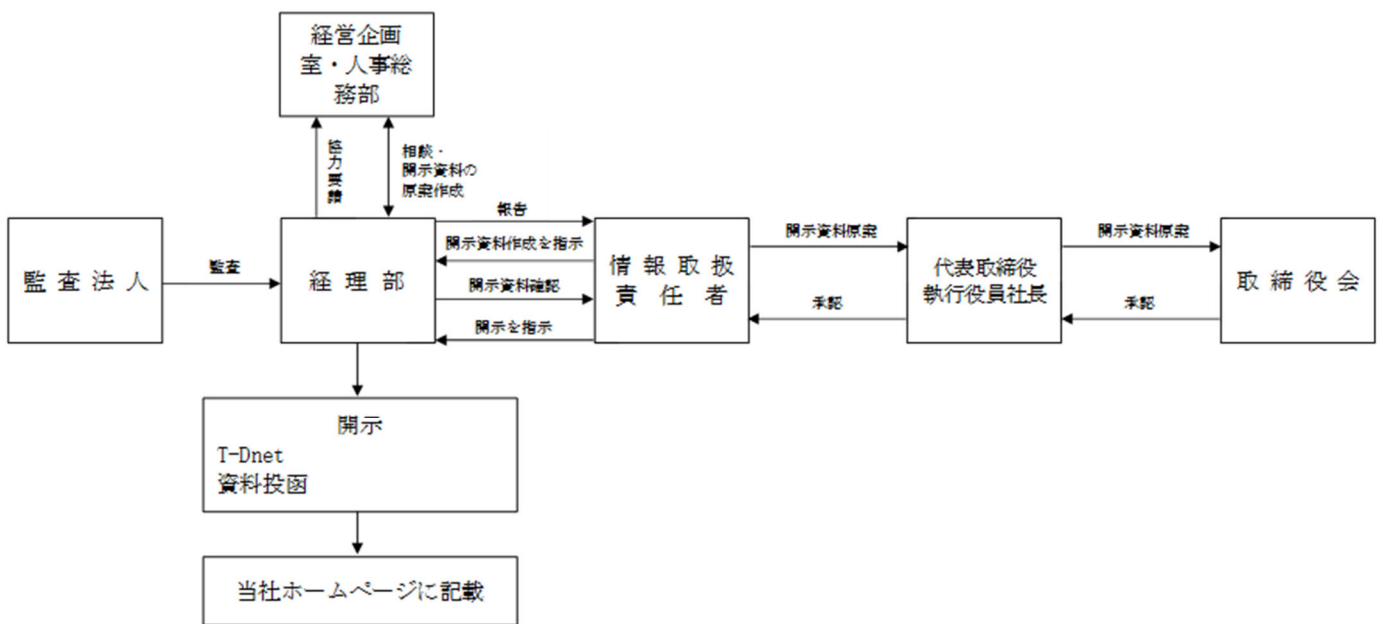 経営企画
室・人事総
務部
協力要請
相談・
開示資料の
原案作成
監査法人
監査
経理部
報告
開示資料作成を指示
開示資料確認
開示を指示
情報取扱
責任者
開示資料原案
承認
代表取締役
執行役員社長
開示資料原案
承認
取締役会
開示
T-Dnet
資料投函
当社ホームページに記載